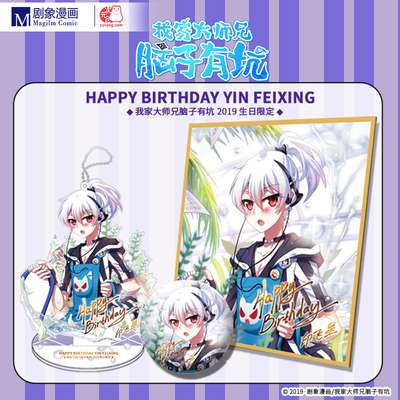 剧象漫画
Magilm Comic
我家大师兄
脑子有坑
HAPPY BIRTHDAY YIN FEIXING
◆ 我家大师兄脑子有坑 2019 生日限定 ◆
Happy
Birthday
Happy
Birthday
HAPPY BIRTHDAY YIN FEIXING
© 2019 · 剧象漫画/我家大师兄脑子有坑